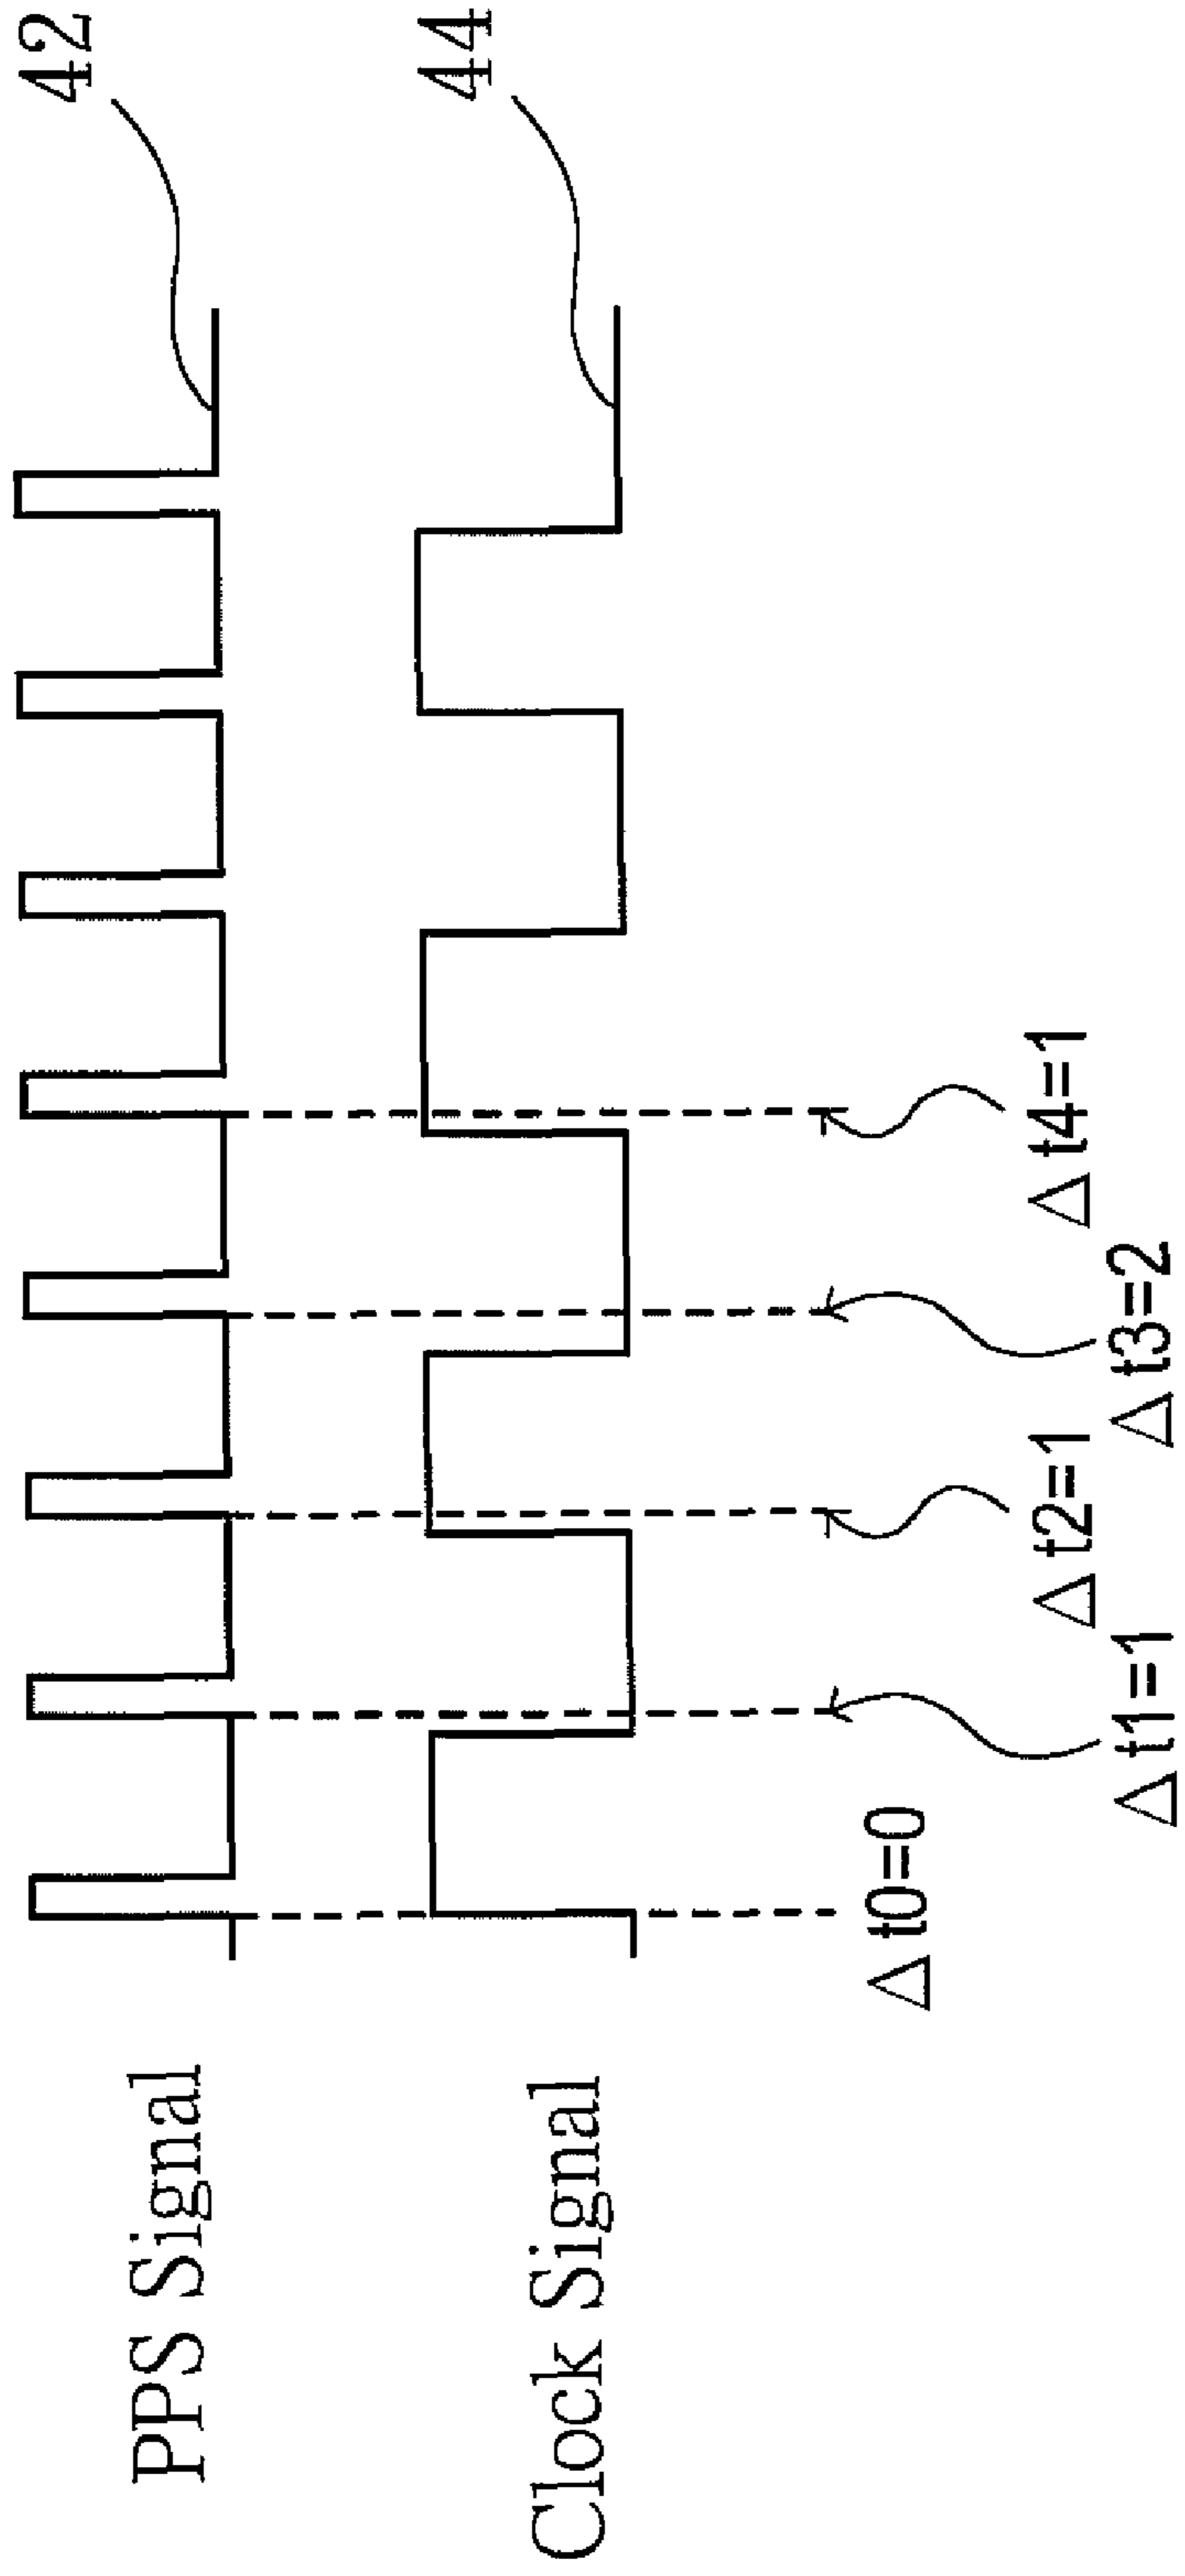 PPS Signal
42
Clock Signal
44
△t0=0
△t1=1
△t2=1
△t3=2
△t4=1